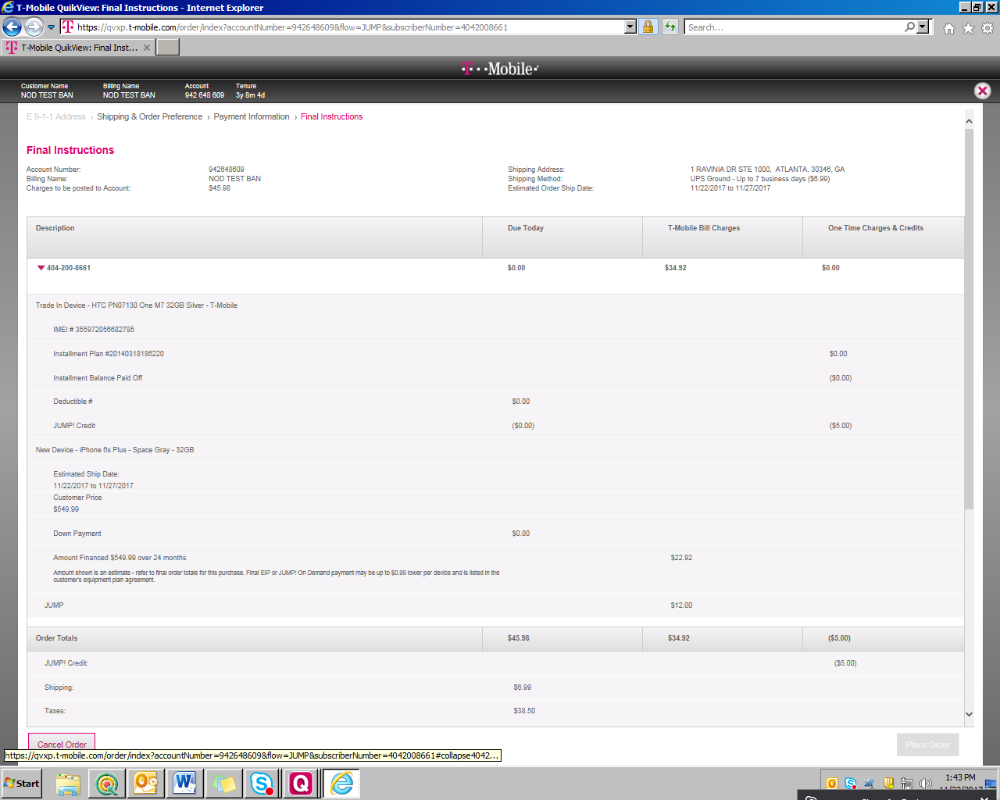 T-Mobile QuikView: Final Instructions - Internet Explorer
https://qvxp.t-mobile.com/order/index?accountNumber=942648609&flow=JUMP&subscriberNumber=4042008661
Search...
T-Mobile QuikView: Final Inst...
T··Mobile·
Customer Name Billing Name Account Tenure
NOD TEST BAN NOD TEST BAN 942 648 609 3y 8m 4d
E 9-1-1 Address › Shipping & Order Preference › Payment Information › Final Instructions
Final Instructions
Account Number: 942648609 Shipping Address: 1 RAVINIA DR STE 1000, ATLANTA, 30346, GA
Billing Name: NOD TEST BAN Shipping Method: UPS Ground - Up to 7 business days ($6.99)
Charges to be posted to Account: $45.98 Estimated Order Ship Date: 11/22/2017 to 11/27/2017
Description Due Today T-Mobile Bill Charges One Time Charges & Credits
404-200-8661 $0.00 $34.92 $0.00
Trade In Device - HTC PN07130 One M7 32GB Silver - T-Mobile
IMEI # 355972056682785
Installment Plan #20140318186220 $0.00
Installment Balance Paid Off ($0.00)
Deductible # $0.00
JUMP! Credit ($0.00) ($5.00)
New Device - iPhone 6s Plus - Space Gray - 32GB
Estimated Ship Date:
11/22/2017 to 11/27/2017
Customer Price
$549.99
Down Payment $0.00
Amount Financed $549.99 over 24 months $22.92
Amount shown is an estimate - refer to final order totals for this purchase. Final EIP or JUMP! On Demand payment may be up to $0.99 lower per device and is listed in the
customer's equipment plan agreement.
JUMP $12.00
Order Totals $45.98 $34.92 ($5.00)
JUMP! Credit: ($5.00)
Shipping: $6.99
Taxes: $38.50
Cancel Order Place Order
https://qvxp.t-mobile.com/order/index?accountNumber=942648609&flow=JUMP&subscriberNumber=4042008661#collapse4042...
Start 1:43 PM